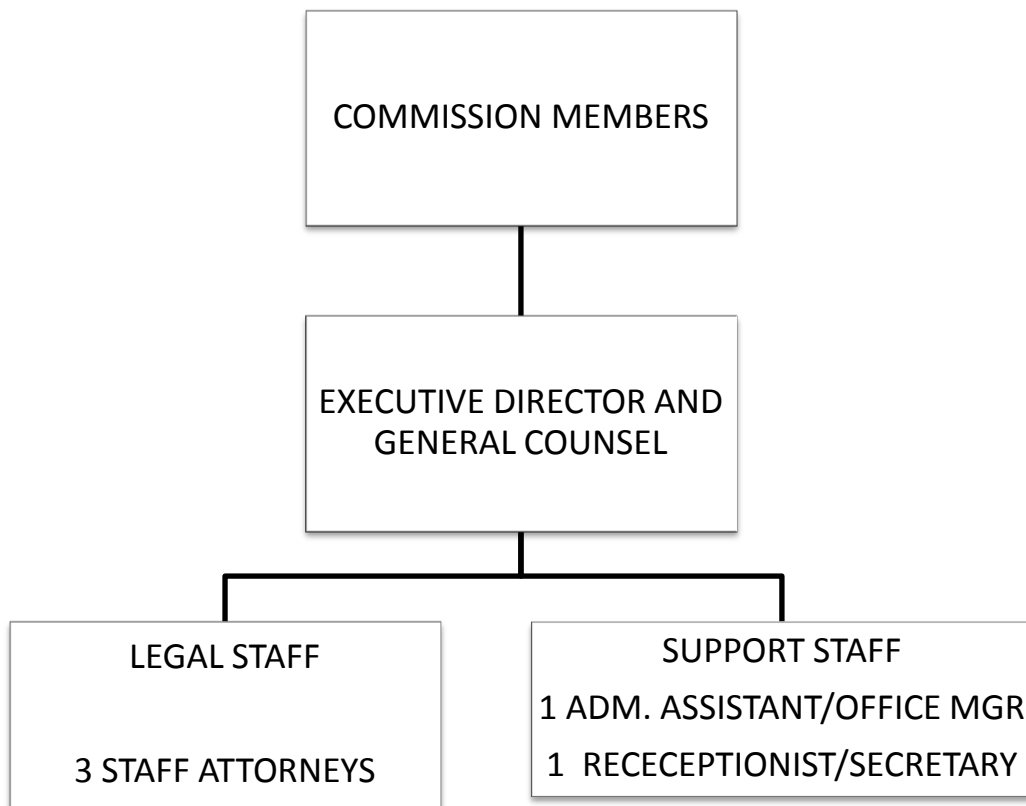 COMMISSION MEMBERS
EXECUTIVE DIRECTOR AND
GENERAL COUNSEL
LEGAL STAFF
3 STAFF ATTORNEYS
SUPPORT STAFF
1 ADM. ASSISTANT/OFFICE MGR
1 RECECEPTIONIST/SECRETARY